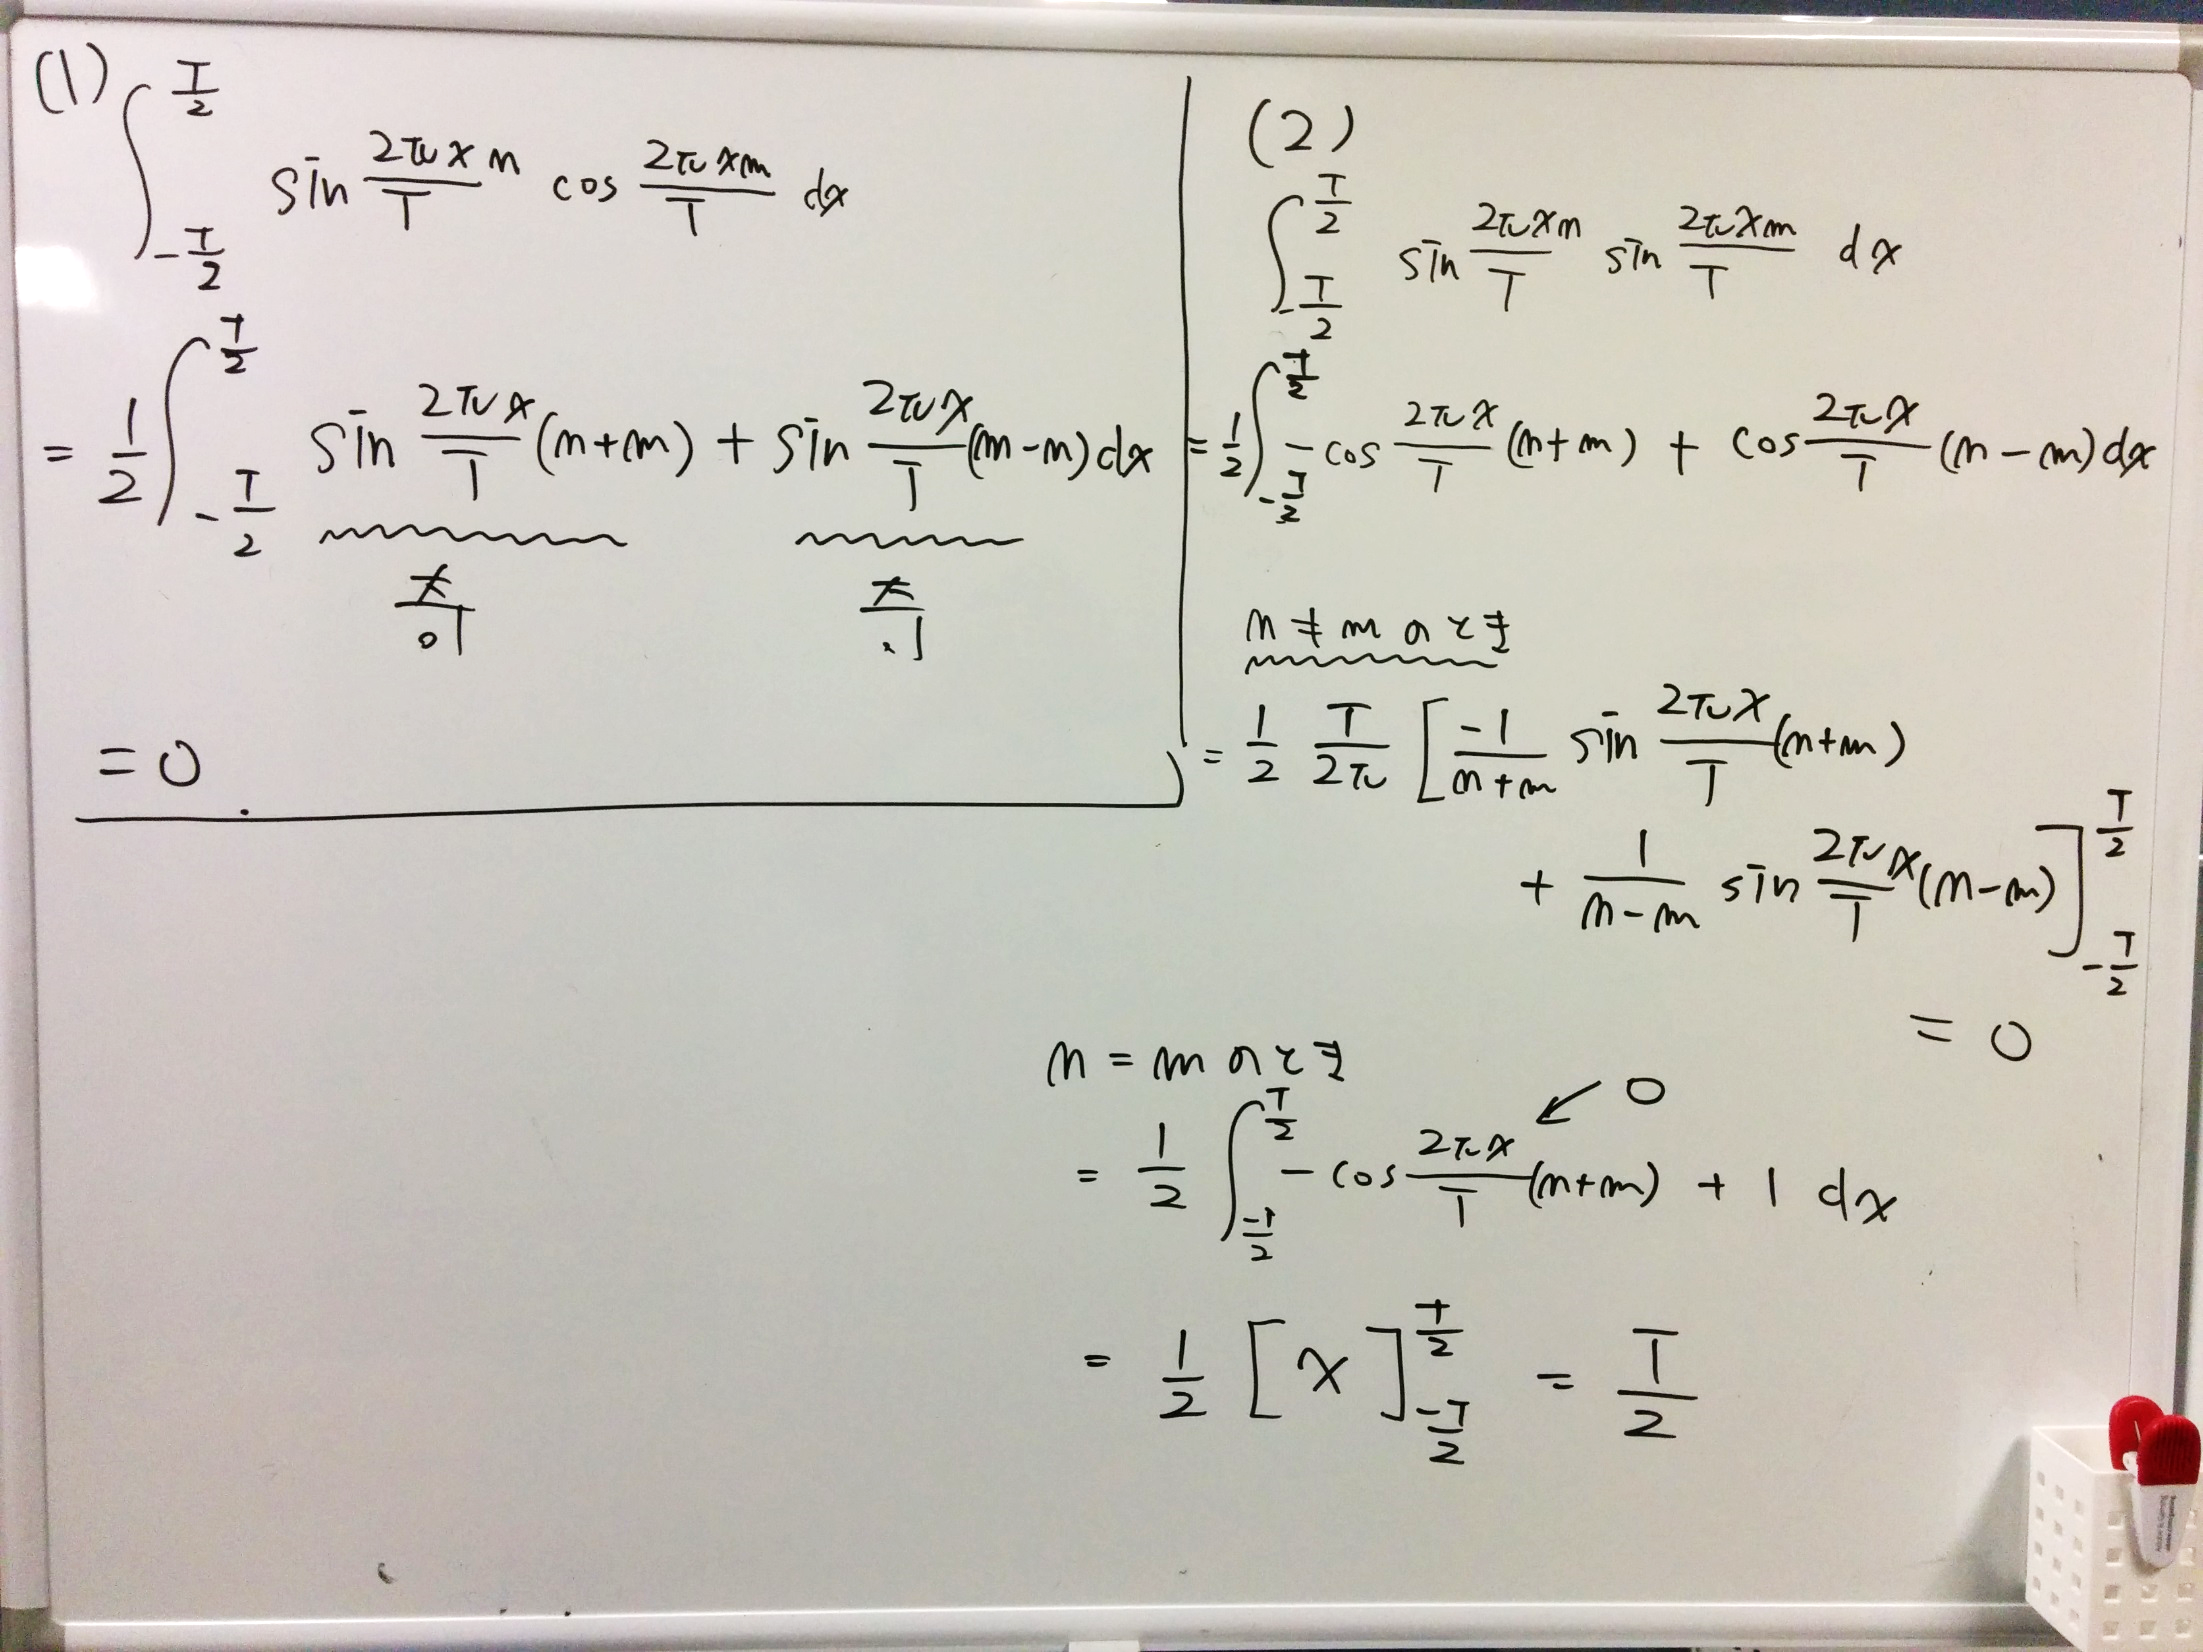 (1) ∫_{-T/2}^{T/2} sin (2πxn/T) cos (2πxm/T) dx
= 1/2 ∫_{-T/2}^{T/2} sin (2πx/T)(n+m) + sin (2πx/T)(n-m)dx
奇 奇
= 0
(2)
∫_{-T/2}^{T/2} sin (2πxn/T) sin (2πxm/T) dx
= 1/2 ∫_{-T/2}^{T/2} -cos (2πx/T)(n+m) + cos (2πx/T)(n-m)dx
n≠mのとき
= 1/2 T/2π [ -1/(n+m) sin (2πx/T)(n+m)
+ 1/(n-m) sin (2πx/T)(n-m) ]_{-T/2}^{T/2}
= 0
n=mのとき
= 1/2 ∫_{-T/2}^{T/2} -cos (2πx/T)(n+m) + 1 dx ↙ 0
= 1/2 [x]_{-T/2}^{T/2} = T/2